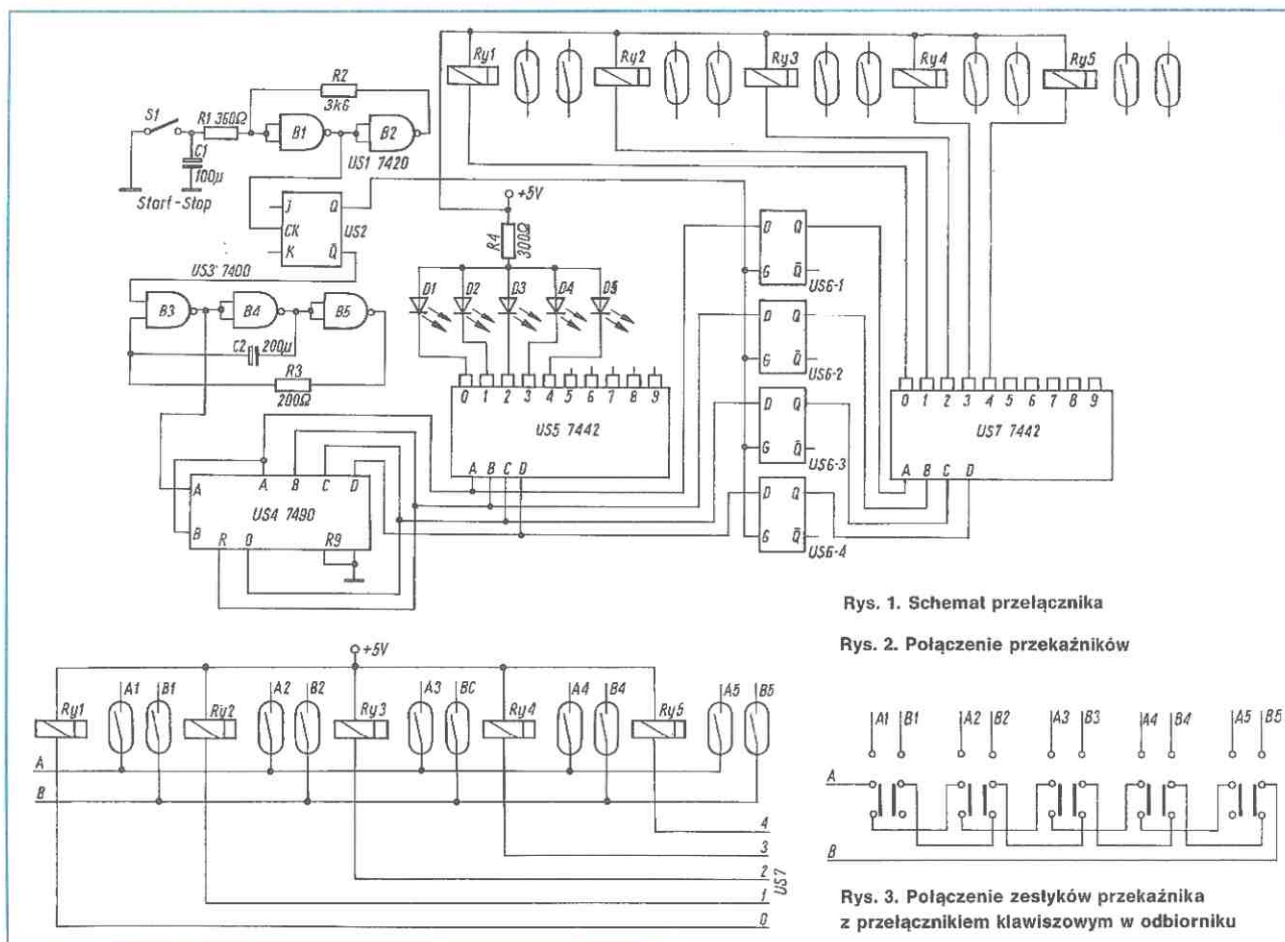 Ry1
Ry2
Ry3
Ry4
Ry5
R2
3k6
S1
R1 360Ω
B1
B2
C1
100μ
US1 7420
Start-Stop
J
Q
CK
K
Q̄
US2
+5V
R4
300Ω
US3 7400
B3
B4
B5
C2
200μ
R3
200Ω
D1
D2
D3
D4
D5
0 1 2 3 4 5 6 7 8 9
US5 7442
A B C D
D Q
G Q̄
US6-1
D Q
G Q̄
US6-2
D Q
G Q̄
US6-3
D Q
G Q̄
US6-4
0 1 2 3 4 5 6 7 8 9
US7 7442
A B C D
A B C D
A
US4 7490
B
R 0 R9
Rys. 1. Schemat przełącznika
Rys. 2. Połączenie przekaźników
+5V
Ry1
A1
B1
Ry2
A2
B2
Ry3
A3
BC
Ry4
A4
B4
Ry5
A5
B5
A
B
4
3
2
1
0
US7
A1 B1 A2 B2 A3 B3 A4 B4 A5 B5
A
B
Rys. 3. Połączenie zestyków przekaźnika
z przełącznikiem klawiszowym w odbiorniku